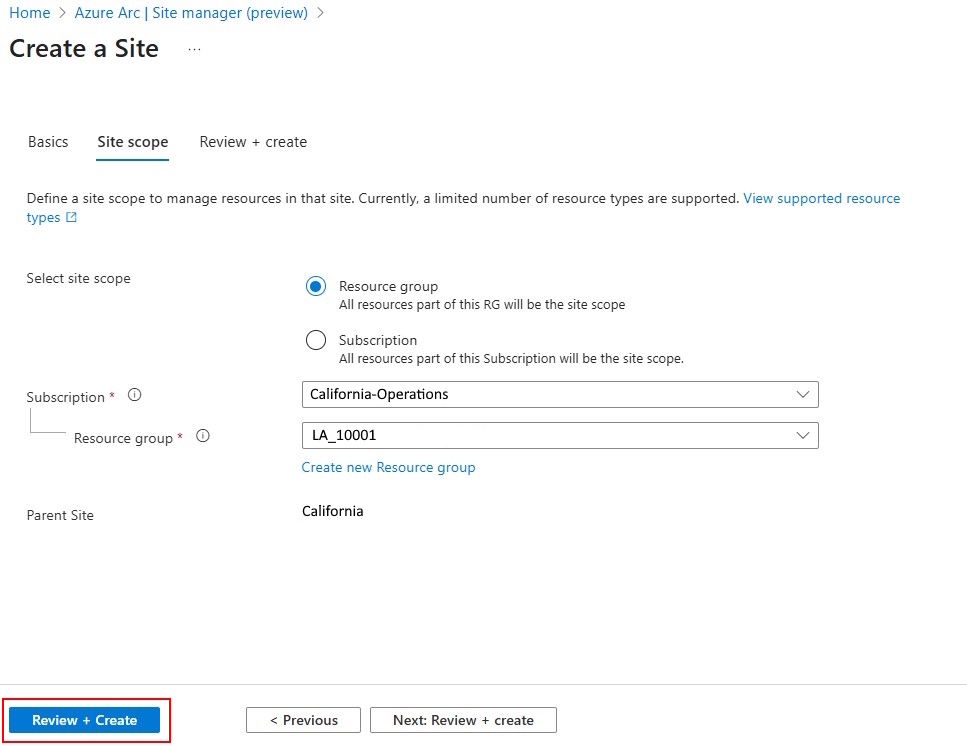 Home > Azure Arc | Site manager (preview) >
Create a Site ...
Basics Site scope Review + create
Define a site scope to manage resources in that site. Currently, a limited number of resource types are supported. View supported resource
types
Select site scope
Resource group
All resources part of this RG will be the site scope
Subscription
All resources part of this Subscription will be the site scope.
Subscription * California-Operations
Resource group * LA_10001
Create new Resource group
Parent Site California
Review + Create < Previous Next: Review + create